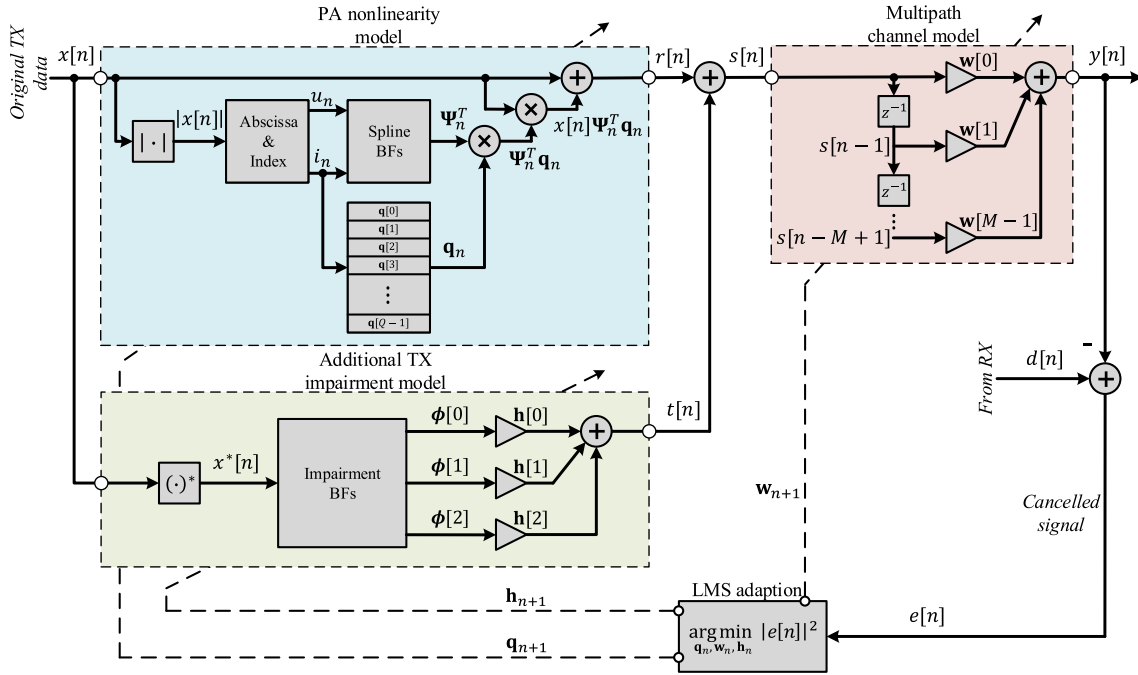 Original TX
data
x[n]
PA nonlinearity
model
| · |
|x[n]|
Abscissa
&
Index
u_n
i_n
Spline
BFs
Ψ_n^T
×
Ψ_n^T q_n
×
x[n]Ψ_n^T q_n
+
q[0]
q[1]
q[2]
q[3]
⋮
q[Q − 1]
q_n
r[n]
+
s[n]
Multipath
channel model
w[0]
+
y[n]
z⁻¹
s[n − 1]
w[1]
z⁻¹
⋮
s[n − M + 1]
w[M − 1]
Additional TX
impairment model
(·)*
x*[n]
Impairment
BFs
ϕ[0]
h[0]
ϕ[1]
h[1]
ϕ[2]
h[2]
+
t[n]
-
From RX
d[n]
+
Cancelled
signal
w_{n+1}
h_{n+1}
q_{n+1}
LMS adaption
arg min |e[n]|²
q_n, w_n, h_n
e[n]